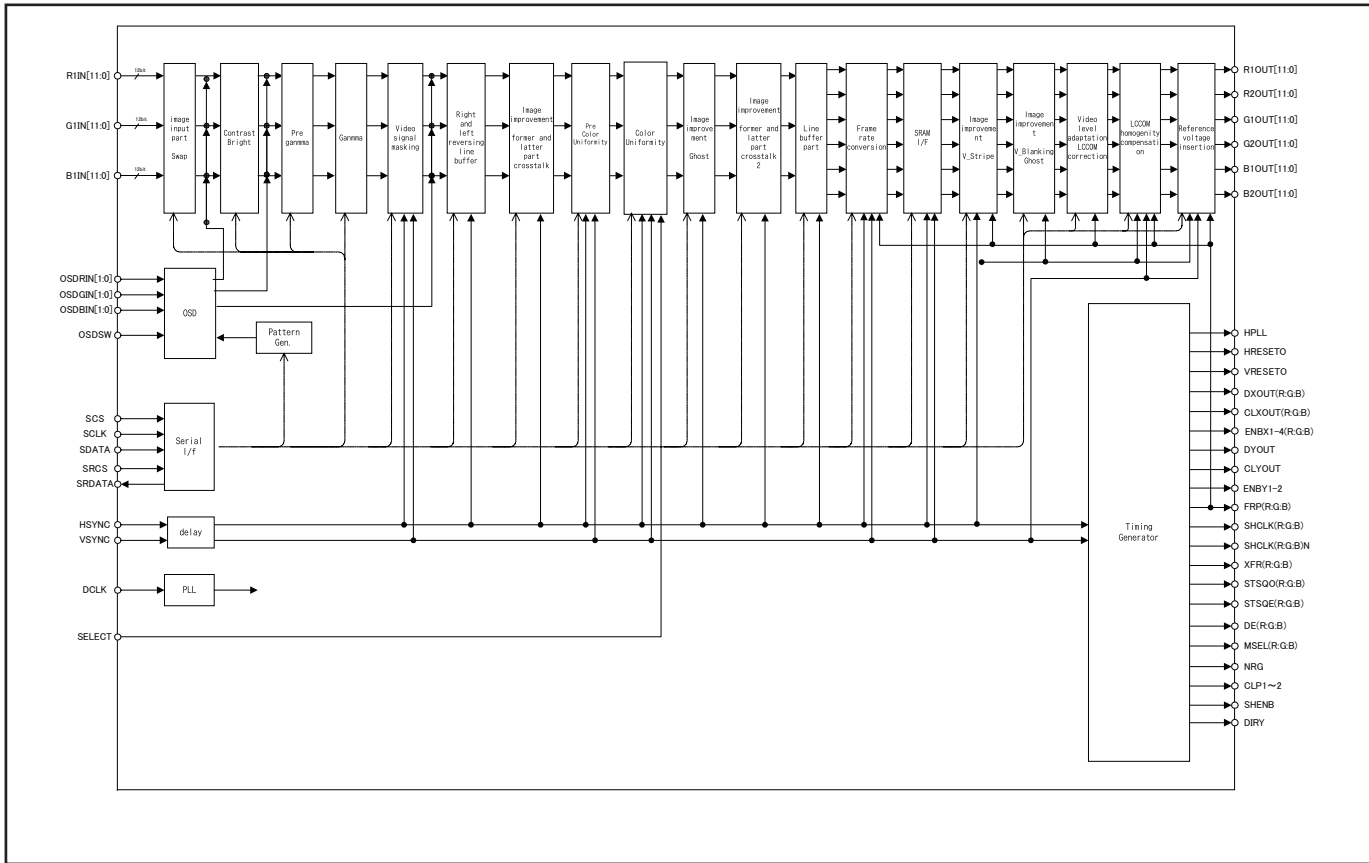 R1IN[11:0]
12bit
G1IN[11:0]
12bit
B1IN[11:0]
12bit
image
input
part
Swap
Contrast
Bright
Pre
gannma
Ganmma
Video
signal
masking
Right
and
left
reversing
line
buffer
Image
improvement
former and
latter
part
crosstalk
Pre
Color
Uniformity
Color
Uniformity
Image
improve
ment
Ghost
Image
improvement
former and
latter
part
crosstalk
2
Line
buffer
part
Frame
rate
conversion
SRAM
I/F
Image
improvemen
t
V_Stripe
Image
improvemen
t
V_Blanking
Ghost
Video
level
adaptation
LCCOM
correction
LCCOM
homogenity
compensati
on
Reference
voltage
insertion
R1OUT[11:0]
R2OUT[11:0]
G1OUT[11:0]
G2OUT[11:0]
B1OUT[11:0]
B2OUT[11:0]
OSDRIN[1:0]
OSDGIN[1:0]
OSDBIN[1:0]
OSDSW
OSD
Pattern
Gen.
SCS
SCLK
SDATA
SRCS
SRDATA
Serial
I/f
HSYNC
VSYNC
delay
DCLK
PLL
SELECT
Timing
Generator
HPLL
HRESETO
VRESETO
DXOUT(R:G:B)
CLXOUT(R:G:B)
ENBX1-4(R:G:B)
DYOUT
CLYOUT
ENBY1-2
FRP(R:G:B)
SHCLK(R:G:B)
SHCLK(R:G:B)N
XFR(R:G:B)
STSQO(R:G:B)
STSQE(R:G:B)
DE(R:G:B)
MSEL(R:G:B)
NRG
CLP1～2
SHENB
DIRY